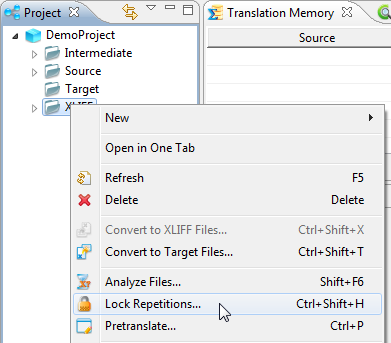 Project
Translation Memory
Source
DemoProject
Intermediate
Source
Target
XLIFF
New
Open in One Tab
Refresh F5
Delete Delete
Convert to XLIFF Files... Ctrl+Shift+X
Convert to Target Files... Ctrl+Shift+T
Analyze Files... Shift+F6
Lock Repetitions... Ctrl+Shift+H
Pretranslate... Ctrl+P